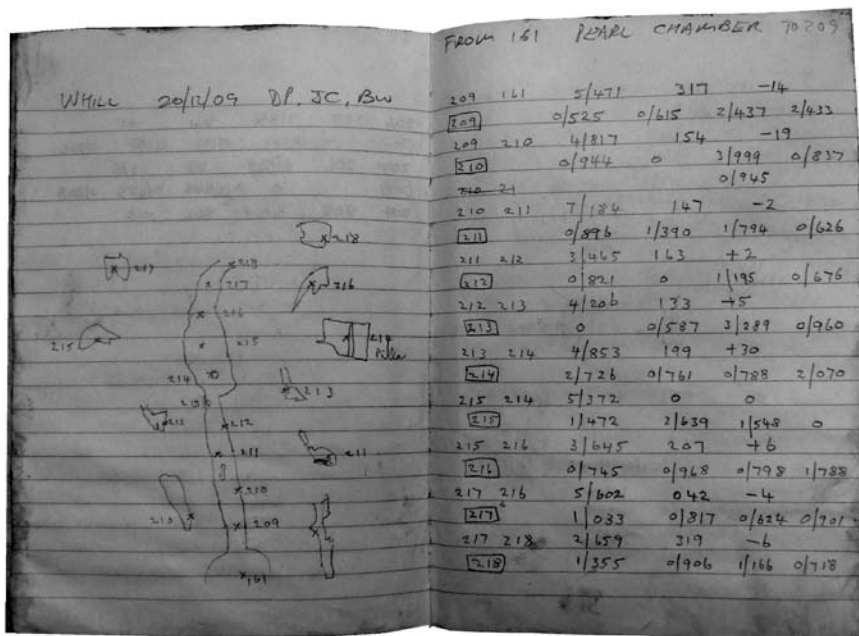 WHILL 20/12/09 DP, JC, BW
218
217
218
217
216
216
215
215
214
Pillar
214
213
213
212
212
211
211
210
210
209
161
FROM 161 PEARL CHAMBER TO 209
209 161 5/471 317 -14
209 0/525 0/615 2/437 2/433
209 210 4/817 154 -19
210 0/944 0 3/999 0/837
0/945
210 21
210 211 7/184 147 -2
211 0/896 1/390 1/794 0/626
211 212 3/465 163 +2
212 0/821 0 1/195 0/676
212 213 4/206 133 +5
213 0 0/587 3/289 0/960
213 214 4/853 199 +30
214 2/726 0/761 0/788 2/070
215 214 5/372 0 0
215 1/472 2/639 1/548 0
215 216 3/645 207 +6
216 0/745 0/968 0/798 1/788
217 216 5/602 042 -4
217 1/033 0/817 0/624 0/701
217 218 2/659 319 -6
218 1/355 0/906 1/166 0/718